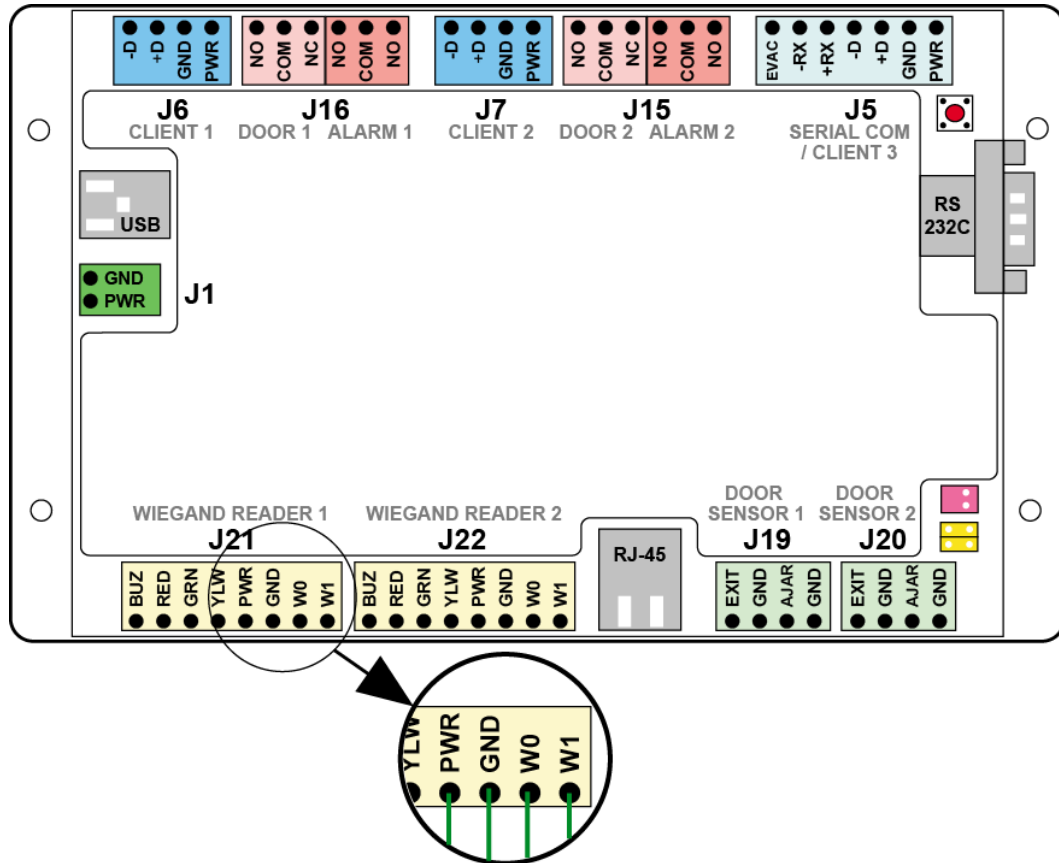 -D +D GND PWR
NO COM NC NO COM NO
-D +D GND PWR
NO COM NC NO COM NO
EVAC -RX +RX -D +D GND PWR
J6
CLIENT 1
J16
DOOR 1 ALARM 1
J7
CLIENT 2
J15
DOOR 2 ALARM 2
J5
SERIAL COM
/ CLIENT 3
USB
RS
232C
GND
PWR
J1
WIEGAND READER 1
J21
WIEGAND READER 2
J22
RJ-45
DOOR
SENSOR 1
J19
DOOR
SENSOR 2
J20
BUZ RED GRN YLW PWR GND W0 W1
BUZ RED GRN YLW PWR GND W0 W1
EXIT GND AJAR GND
EXIT GND AJAR GND
YLW PWR GND W0 W1